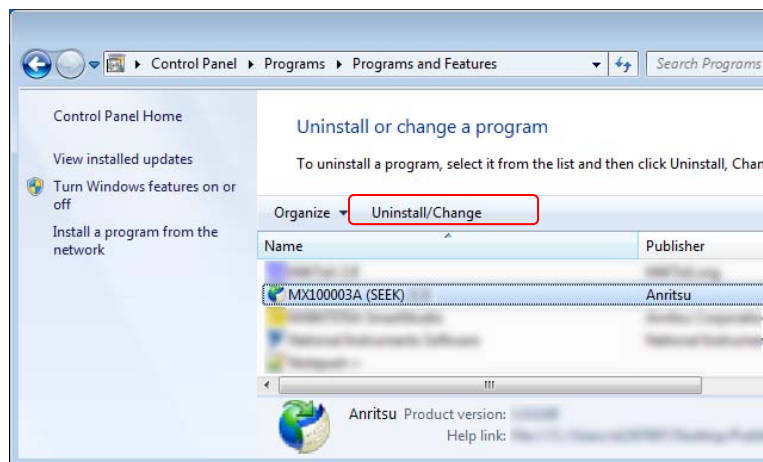 Control Panel Programs Programs and Features Search Programs
Control Panel Home
View installed updates
Turn Windows features on or
off
Install a program from the
network
Uninstall or change a program
To uninstall a program, select it from the list and then click Uninstall, Chan
Organize Uninstall/Change
Name Publisher
MX100003A (SEEK) Anritsu
Anritsu Product version:
Help link: